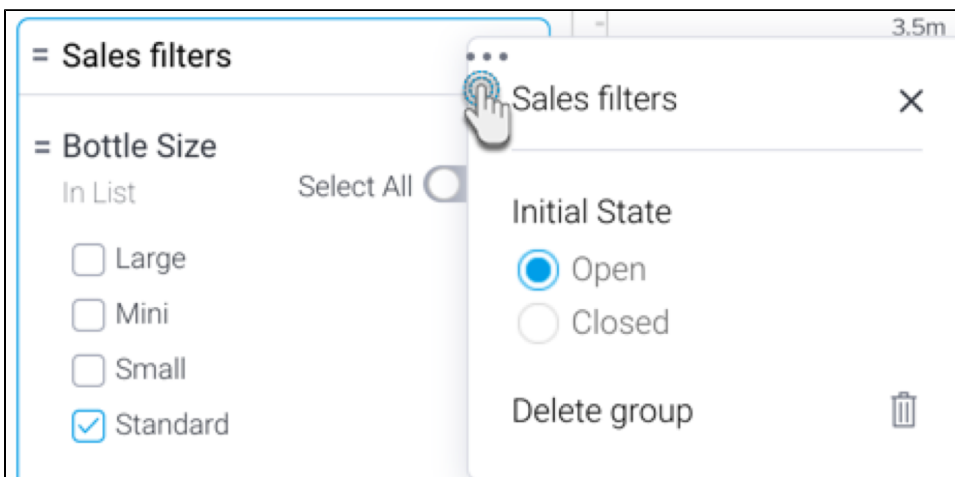 3.5m
Sales filters
Sales filters
Bottle Size
In List
Select All
Large
Mini
Small
Standard
Initial State
Open
Closed
Delete group